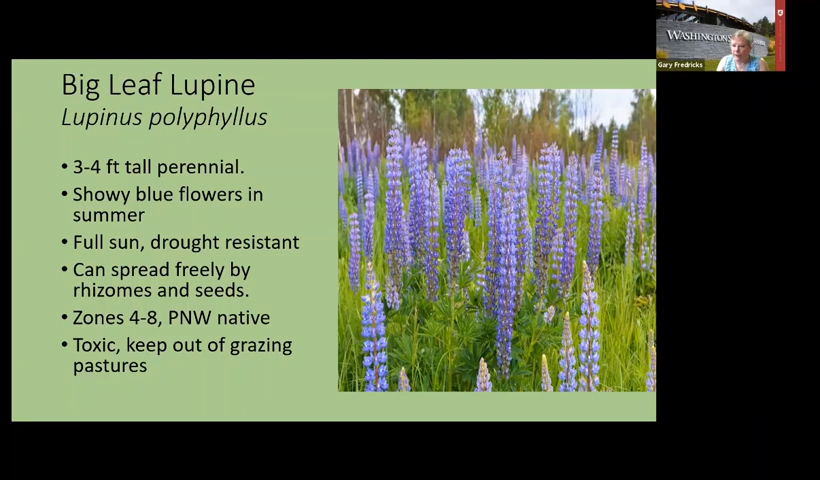 Big Leaf Lupine
Lupinus polyphyllus
• 3-4 ft tall perennial.
• Showy blue flowers in
summer
• Full sun, drought resistant
• Can spread freely by
rhizomes and seeds.
• Zones 4-8, PNW native
• Toxic, keep out of grazing
pastures
WASHINGTON
Gary Fredricks